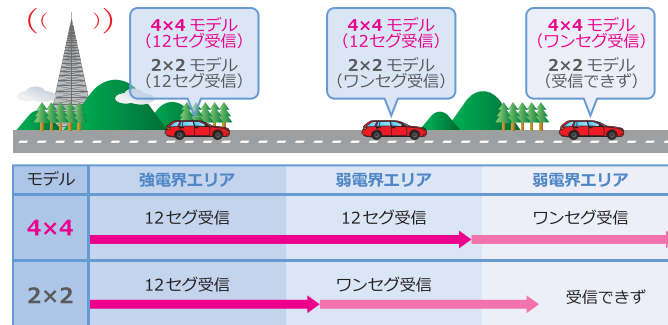 4×4 モデル
(12セグ受信)
2×2 モデル
(12セグ受信)
4×4 モデル
(12セグ受信)
2×2 モデル
(ワンセグ受信)
4×4 モデル
(ワンセグ受信)
2×2 モデル
(受信できず)
モデル 強電界エリア 弱電界エリア 弱電界エリア
4×4 12セグ受信 12セグ受信 ワンセグ受信
2×2 12セグ受信 ワンセグ受信 受信できず